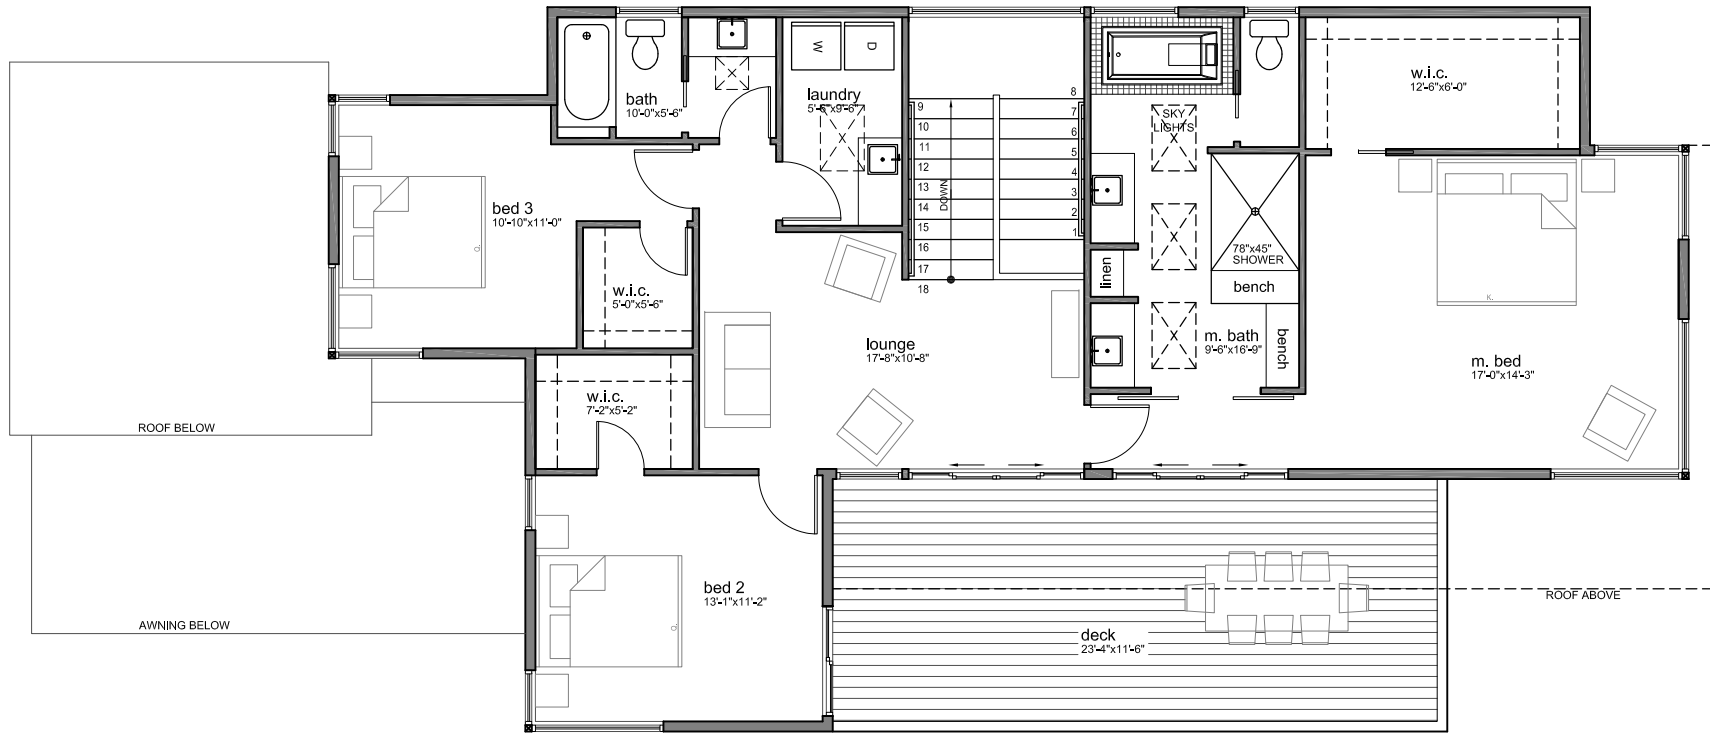 W
D
w.i.c.
12'-6"x6'-0"
laundry
5'-6"x9'-6"
bath
10'-0"x5'-6"
SKY
LIGHTS
8
9
7
10
6
11
5
12
4
13
3
14
2
15
1
16
17
18
DOWN
bed 3
10'-10"x11'-0"
Q.
78"x45"
SHOWER
bench
linen
w.i.c.
5'-0"x5'-6"
K.
lounge
17'-8"x10'-8"
m. bath
9'-6"x16'-9"
bench
m. bed
17'-0"x14'-3"
w.i.c.
7'-2"x5'-2"
ROOF BELOW
bed 2
13'-1"x11'-2"
Q.
ROOF ABOVE
AWNING BELOW
deck
23'-4"x11'-6"